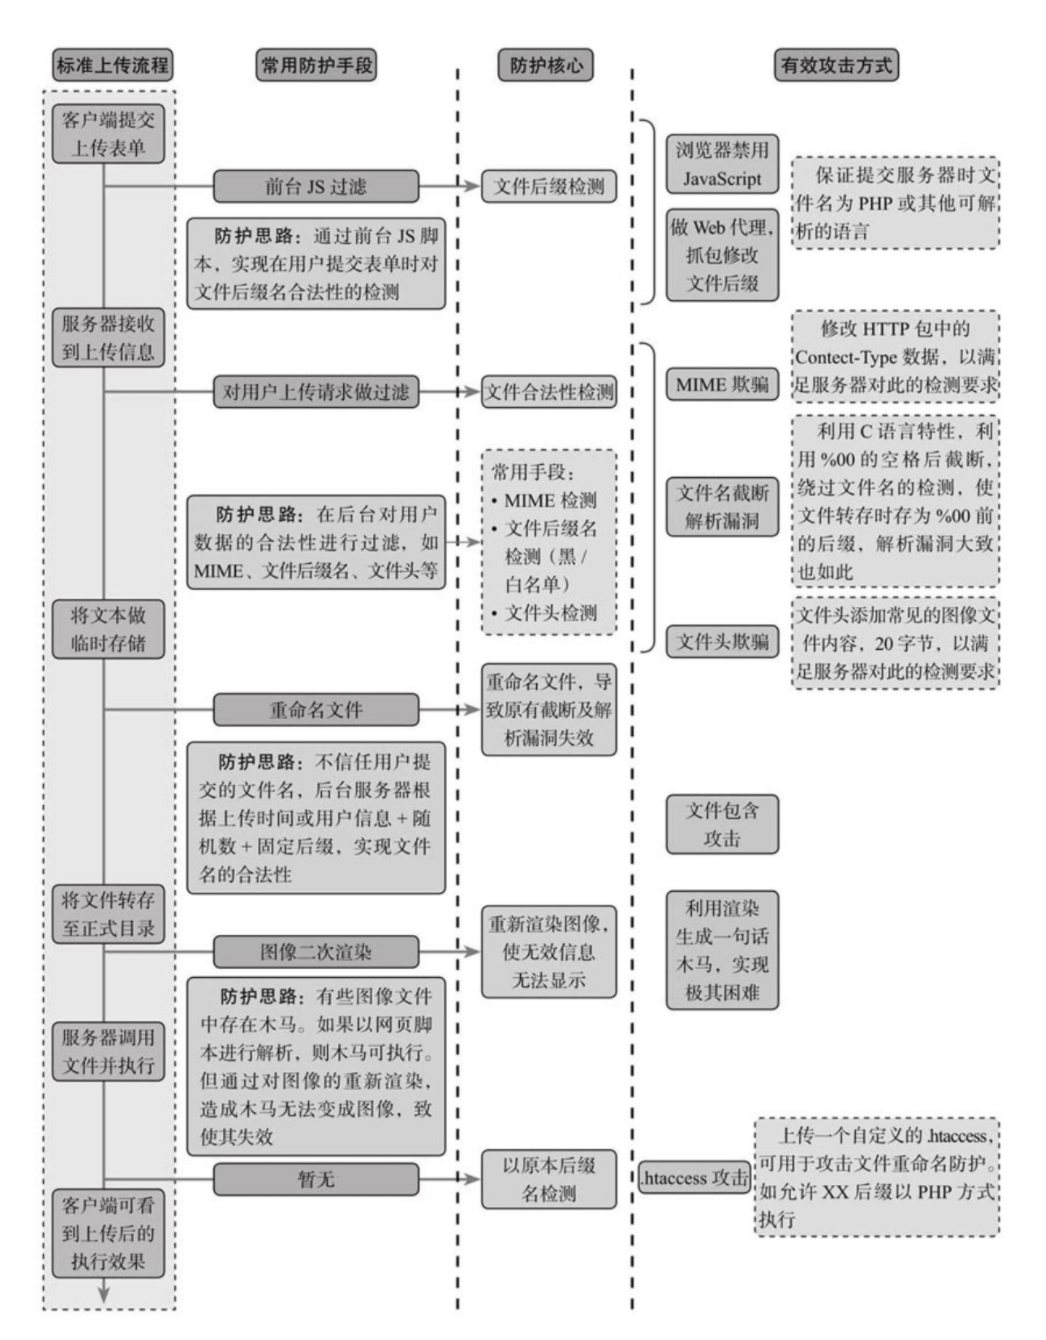 标准上传流程
常用防护手段
防护核心
有效攻击方式
客户端提交
上传表单
前台 JS 过滤
文件后缀检测
浏览器禁用
JavaScript
保证提交服务器时文
件名为 PHP 或其他可解
析的语言
防护思路：通过前台 JS 脚
本，实现在用户提交表单时对
文件后缀名合法性的检测
做 Web 代理，
抓包修改
文件后缀
服务器接收
到上传信息
对用户上传请求做过滤
文件合法性检测
MIME 欺骗
修改 HTTP 包中的
Contect-Type 数据，以满
足服务器对此的检测要求
防护思路：在后台对用户
数据的合法性进行过滤，如
MIME、文件后缀名、文件头等
常用手段：
• MIME 检测
• 文件后缀名
检测（黑 /
白名单）
• 文件头检测
文件名截断
解析漏洞
利用 C 语言特性，利
用 %00 的空格后截断，
绕过文件名的检测，使
文件转存时存为 %00 前
的后缀，解析漏洞大致
也如此
将文本做
临时存储
文件头欺骗
文件头添加常见的图像文
件内容，20 字节，以满
足服务器对此的检测要求
重命名文件
重命名文件，导
致原有截断及解
析漏洞失效
防护思路：不信任用户提
交的文件名，后台服务器根
据上传时间或用户信息 + 随
机数 + 固定后缀，实现文件
名的合法性
文件包含
攻击
将文件转存
至正式目录
图像二次渲染
重新渲染图像，
使无效信息
无法显示
利用渲染
生成一句话
木马，实现
极其困难
防护思路：有些图像文件
中存在木马。如果以网页脚
本进行解析，则木马可执行。
但通过对图像的重新渲染，
造成木马无法变成图像，致
使其失效
服务器调用
文件并执行
暂无
以原本后缀
名检测
.htaccess 攻击
上传一个自定义的 .htaccess，
可用于攻击文件重命名防护。
如允许 XX 后缀以 PHP 方式
执行
客户端可看
到上传后的
执行效果